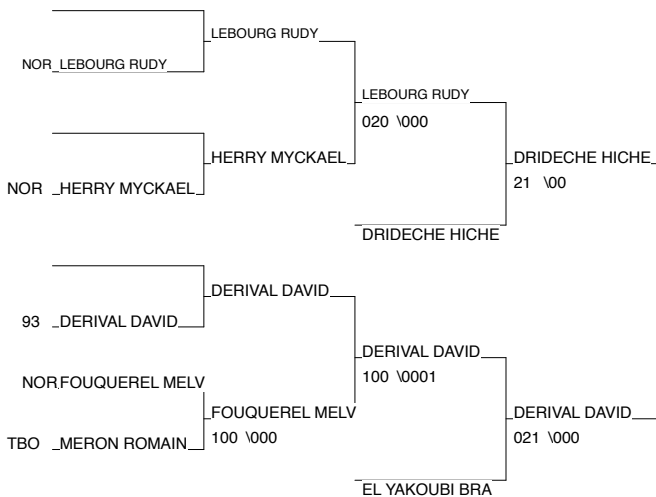 LEBOURG RUDY
NOR LEBOURG RUDY
LEBOURG RUDY
020 \000
HERRY MYCKAEL
DRIDECHE HICHE
21 \00
NOR HERRY MYCKAEL
DRIDECHE HICHE
DERIVAL DAVID
93 DERIVAL DAVID
DERIVAL DAVID
100 \0001
NOR FOUQUEREL MELV
FOUQUEREL MELV
100 \000
DERIVAL DAVID
021 \000
TBO MERON ROMAIN
EL YAKOUBI BRA